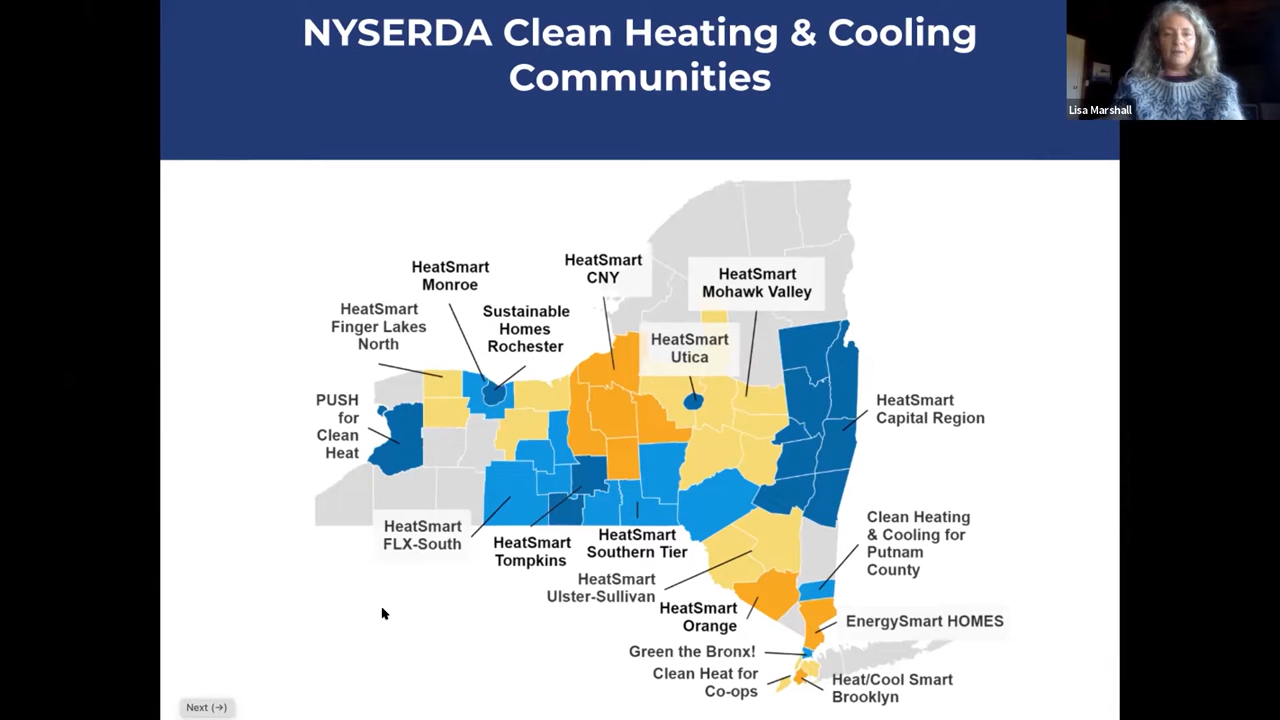 NYSERDA Clean Heating & Cooling
Communities
Lisa Marshall
HeatSmart
CNY
HeatSmart
Monroe
HeatSmart
Mohawk Valley
HeatSmart
Finger Lakes
North
Sustainable
Homes
Rochester
HeatSmart
Utica
PUSH
for
Clean
Heat
HeatSmart
Capital Region
HeatSmart
FLX-South
HeatSmart
Tompkins
HeatSmart
Southern Tier
Clean Heating
& Cooling for
Putnam
County
HeatSmart
Ulster-Sullivan
HeatSmart
Orange
EnergySmart HOMES
Green the Bronx!
Clean Heat for
Co-ops
Heat/Cool Smart
Brooklyn
Next (→)